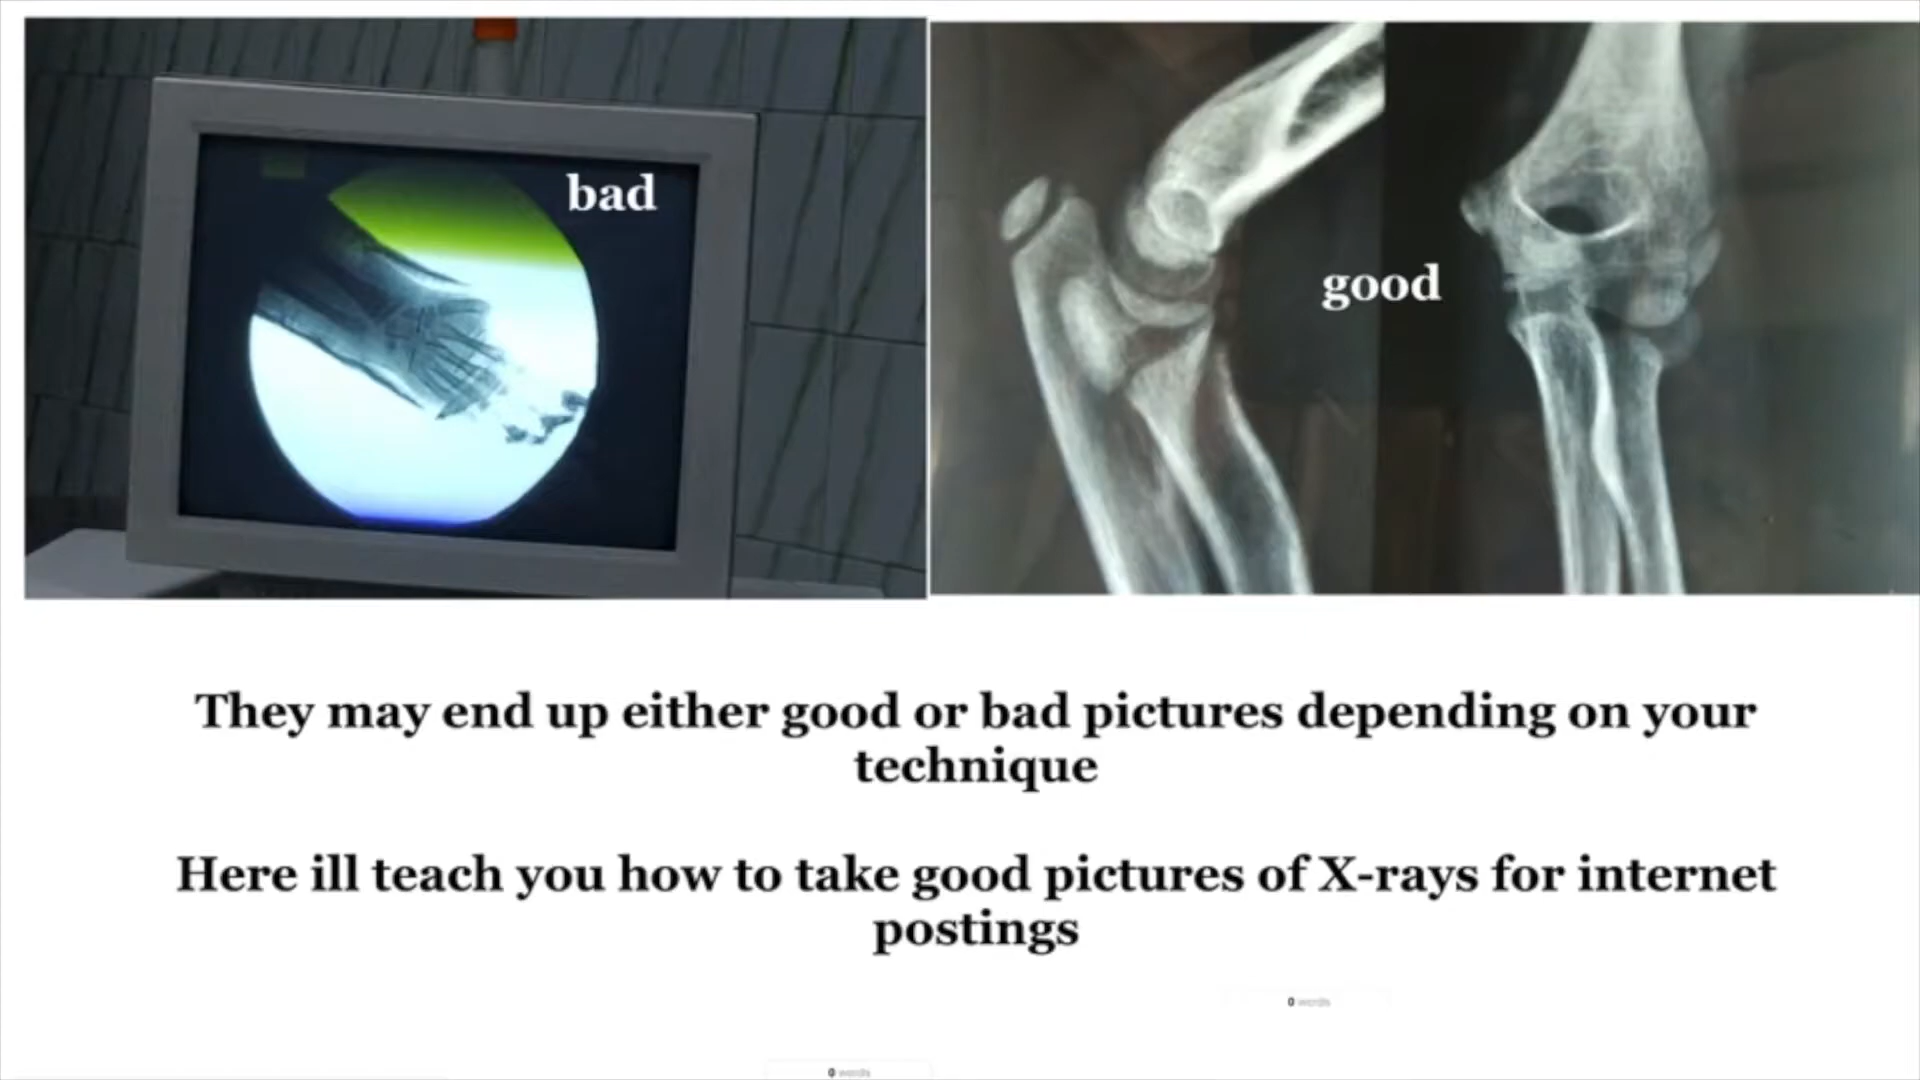 bad
good
They may end up either good or bad pictures depending on your
technique
Here ill teach you how to take good pictures of X-rays for internet
postings
0 words
0 words